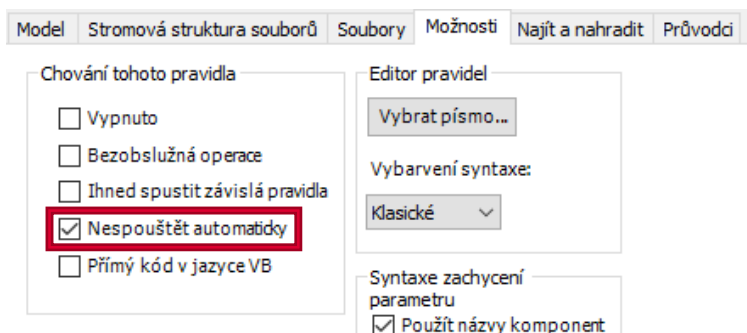 Model Stromová struktura souborů Soubory Možnosti Najít a nahradit Průvodci
Chování tohoto pravidla
Vypnuto
Bezobslužná operace
Ihned spustit závislá pravidla
Nespouštět automaticky
Přímý kód v jazyce VB
Editor pravidel
Vybrat písmo...
Vybarvení syntaxe:
Klasické
Syntaxe zachycení
parametru
Použít názvy komponent